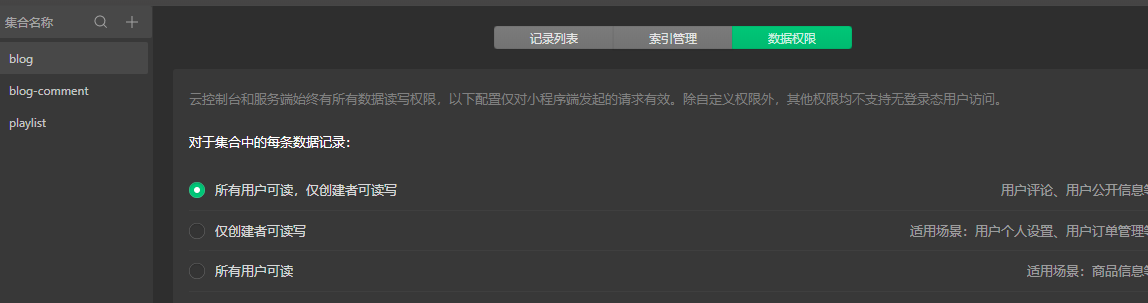 集合名称
blog
blog-comment
playlist
记录列表 索引管理 数据权限
云控制台和服务端始终有所有数据读写权限，以下配置仅对小程序端发起的请求有效。除自定义权限外，其他权限均不支持无登录态用户访问。
对于集合中的每条数据记录：
所有用户可读，仅创建者可读写 用户评论、用户公开信息等
仅创建者可读写 适用场景：用户个人设置、用户订单管理等
所有用户可读 适用场景：商品信息等